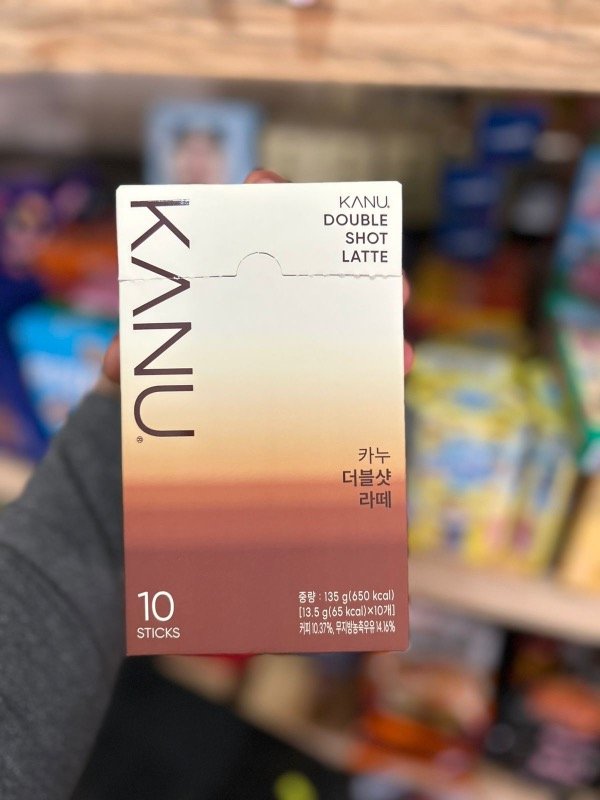 KANU®
KANU.
DOUBLE
SHOT
LATTE
카누
더블샷
라떼
10
STICKS
중량 : 135 g(650 kcal)
[13.5 g(65 kcal)×10개]
커피 10.37%, 무지방농축우유 14.16%